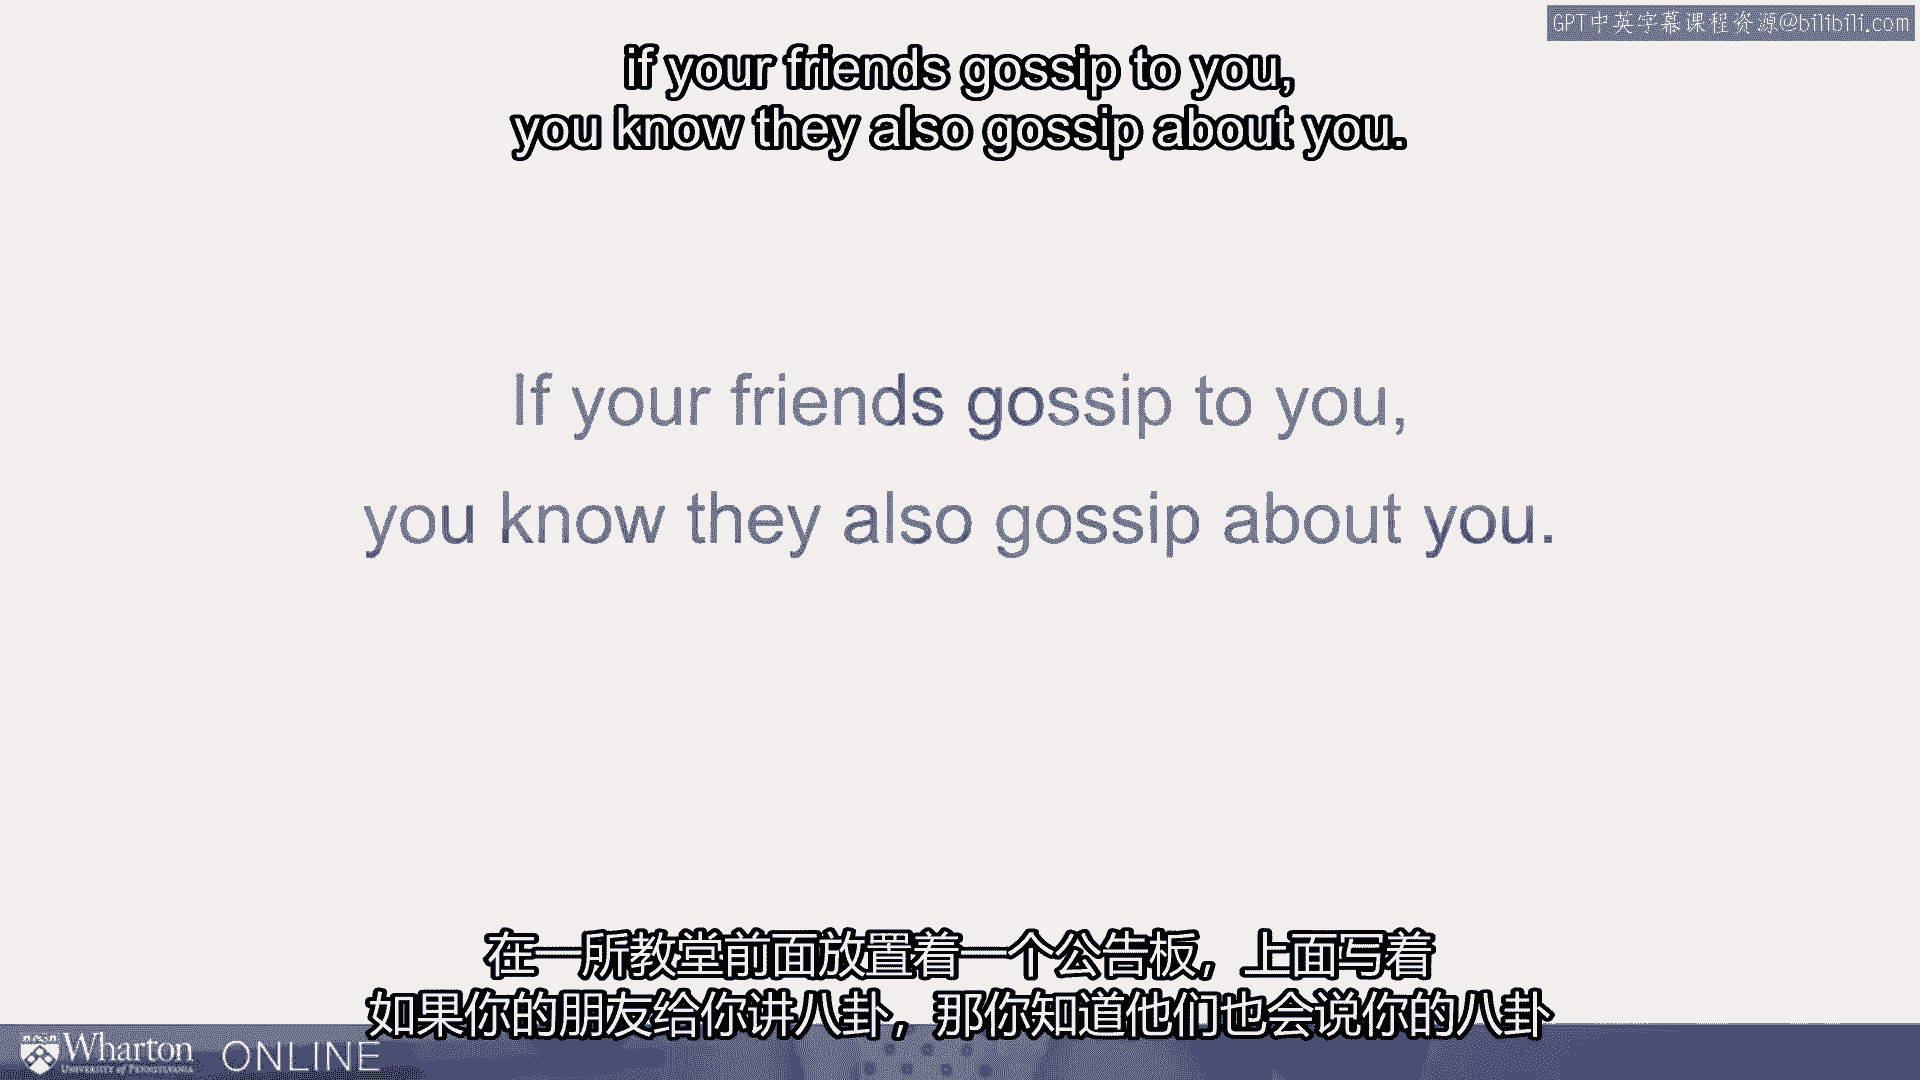 GPT中英字幕课程资源@bilibili.com
if your friends gossip to you,
you know they also gossip about you.
If your friends gossip to you,
you know they also gossip about you.
在一所教堂前面放置着一个公告板，上面写着
如果你的朋友给你讲八卦，那你知道他们也会说你的八卦
Wharton ONLINE
UNIVERSITY of PENNSYLVANIA